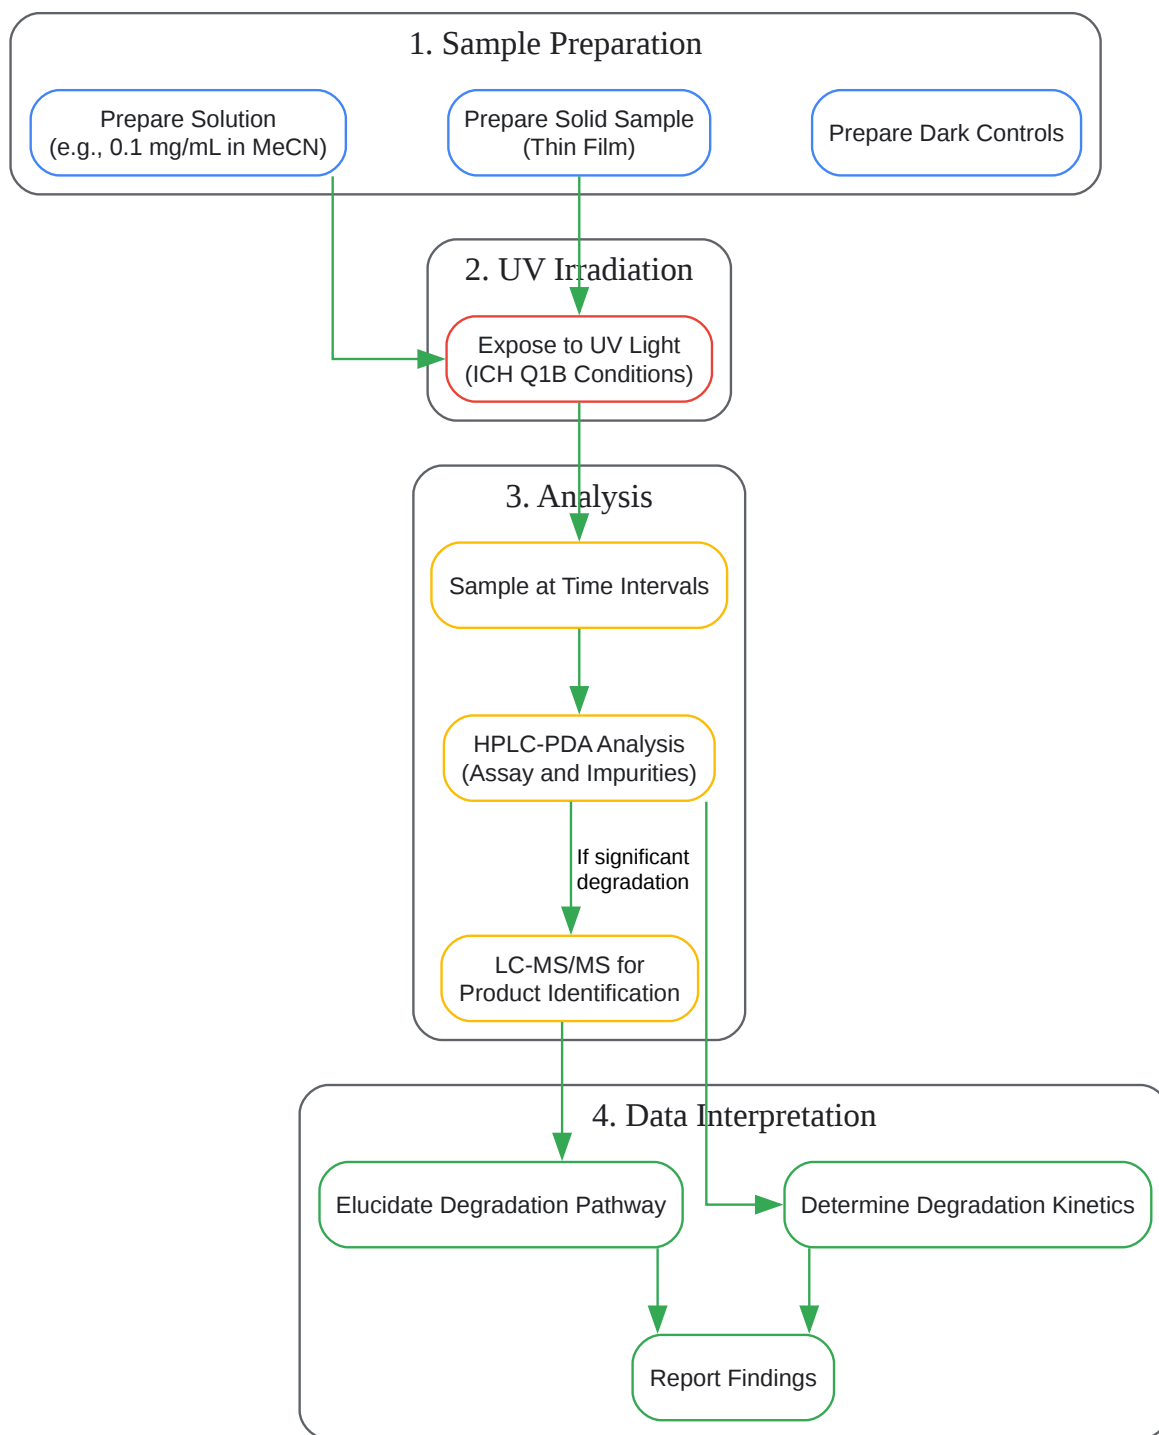 1. Sample Preparation
Prepare Solution
(e.g., 0.1 mg/mL in MeCN)
Prepare Solid Sample
(Thin Film)
Prepare Dark Controls
2. UV Irradiation
Expose to UV Light
(ICH Q1B Conditions)
3. Analysis
Sample at Time Intervals
HPLC-PDA Analysis
(Assay and Impurities)
If significant
degradation
LC-MS/MS for
Product Identification
4. Data Interpretation
Elucidate Degradation Pathway
Determine Degradation Kinetics
Report Findings